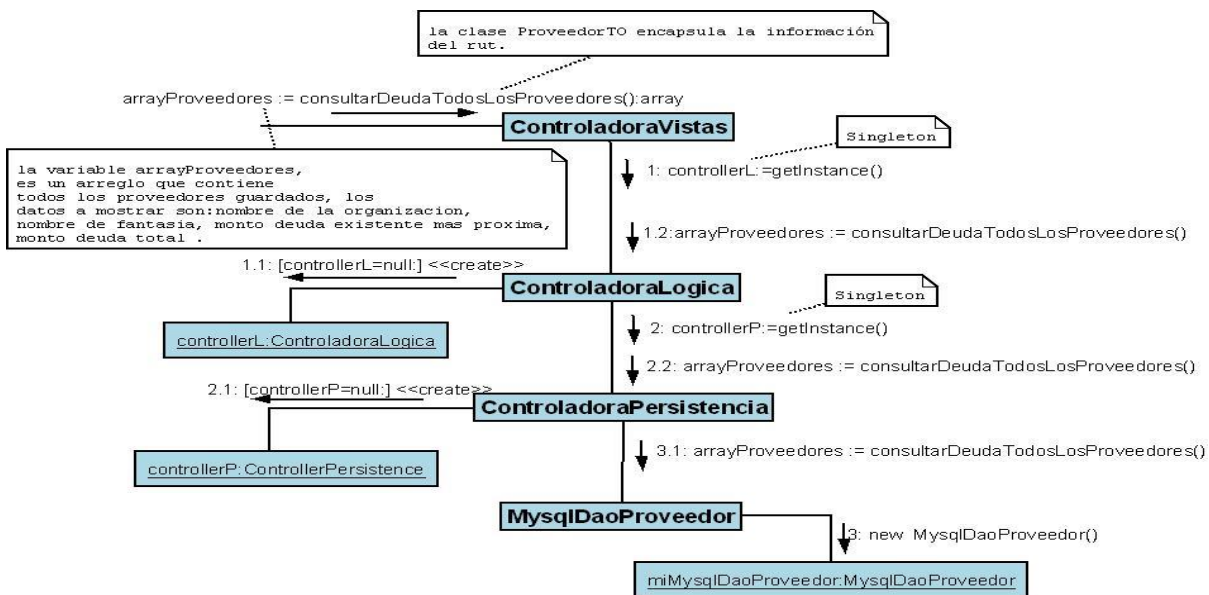 la clase ProveedorTO encapsula la información
del rut.
arrayProveedores := consultarDeudaTodosLosProveedores():array
ControladoraVistas
Singleton
la variable arrayProveedores,
es un arreglo que contiene
todos los proveedores guardados, los
datos a mostrar son:nombre de la organizacion,
nombre de fantasia, monto deuda existente mas proxima,
monto deuda total .
1: controllerL:=getInstance()
1.2:arrayProveedores := consultarDeudaTodosLosProveedores()
1.1: [controllerL=null:] <<create>>
ControladoraLogica
Singleton
controllerL:ControladoraLogica
2: controllerP:=getInstance()
2.2: arrayProveedores := consultarDeudaTodosLosProveedores()
2.1: [controllerP=null:] <<create>>
ControladoraPersistencia
controllerP:ControllerPersistence
3.1: arrayProveedores := consultarDeudaTodosLosProveedores()
MysqlDaoProveedor
3: new MysqlDaoProveedor()
miMysqlDaoProveedor:MysqlDaoProveedor